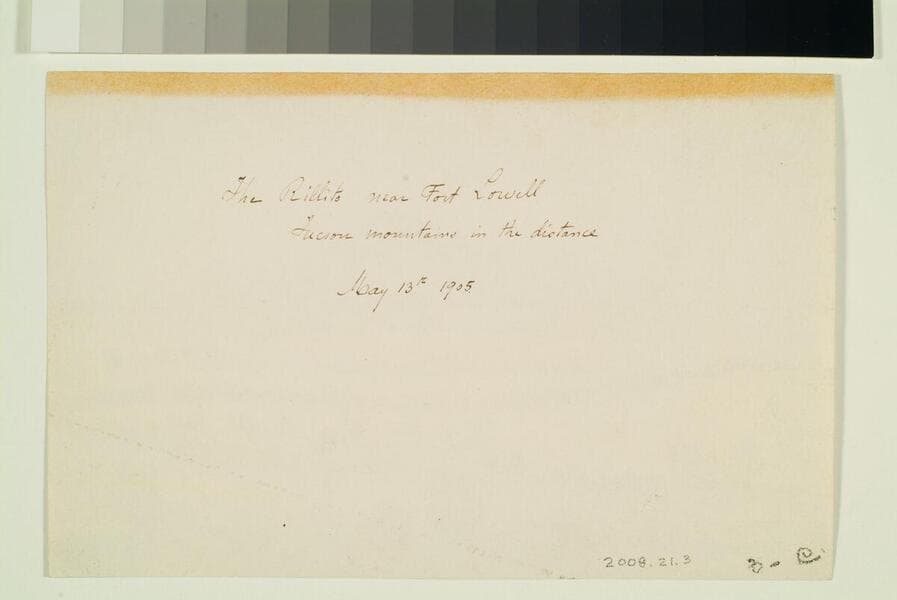 The Rillito near Fort Lowell
Tucson mountains in the distance
May 13th 1905.
2008.21.3